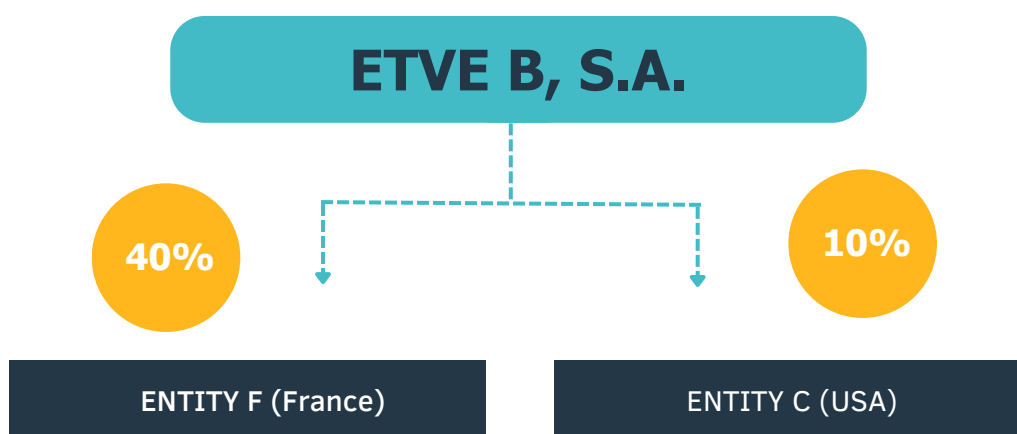 ETVE B, S.A.
40%
10%
ENTITY F (France)
ENTITY C (USA)